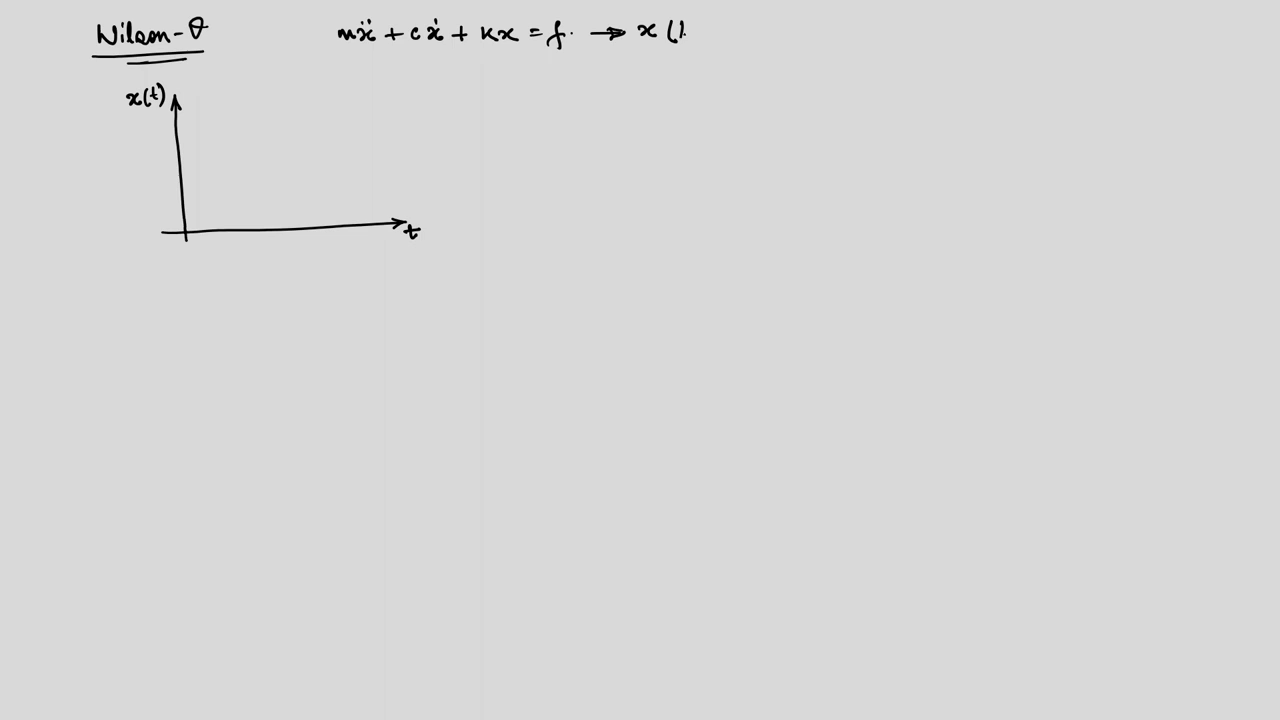 Wilson-θ
mẍ + cẋ + kx = f. → x (
x(t)
t